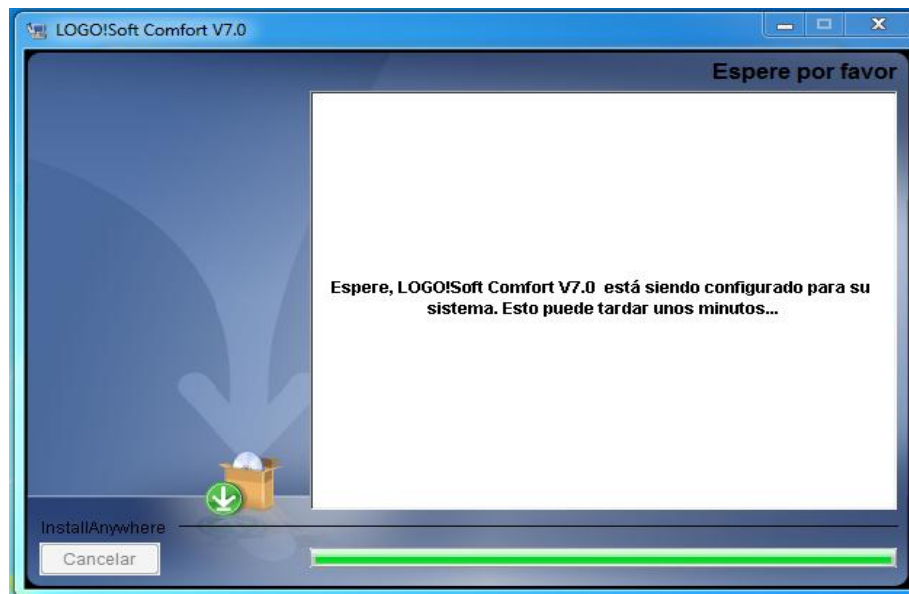 LOGO!Soft Comfort V7.0
Espere por favor
Espere, LOGO!Soft Comfort V7.0 está siendo configurado para su
sistema. Esto puede tardar unos minutos...
InstallAnywhere
Cancelar